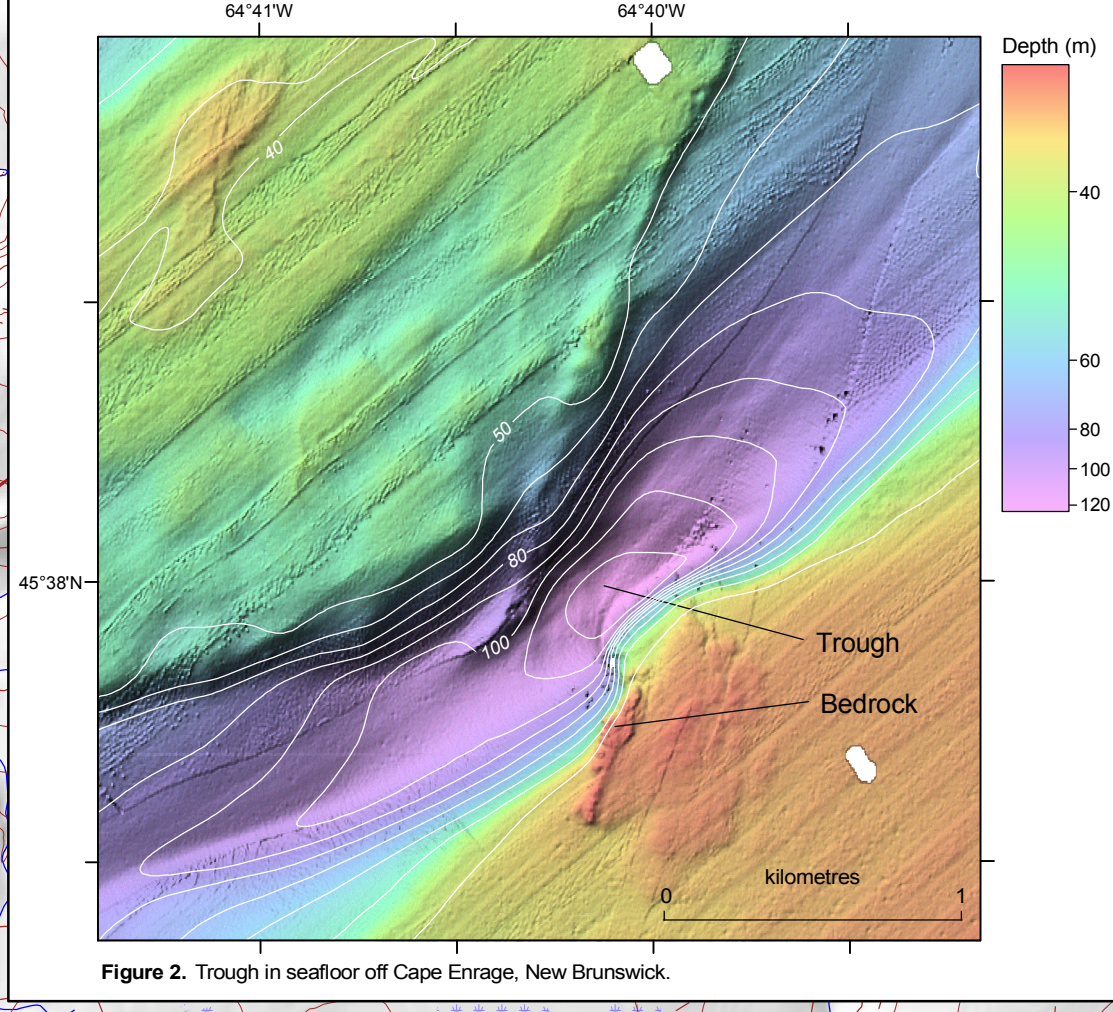 64°41'W 64°40'W
Depth (m)
40
40
50
60
80
100
120
80
45°38'N
100
Trough
Bedrock
kilometres
0 1
Figure 2. Trough in seafloor off Cape Enrage, New Brunswick.